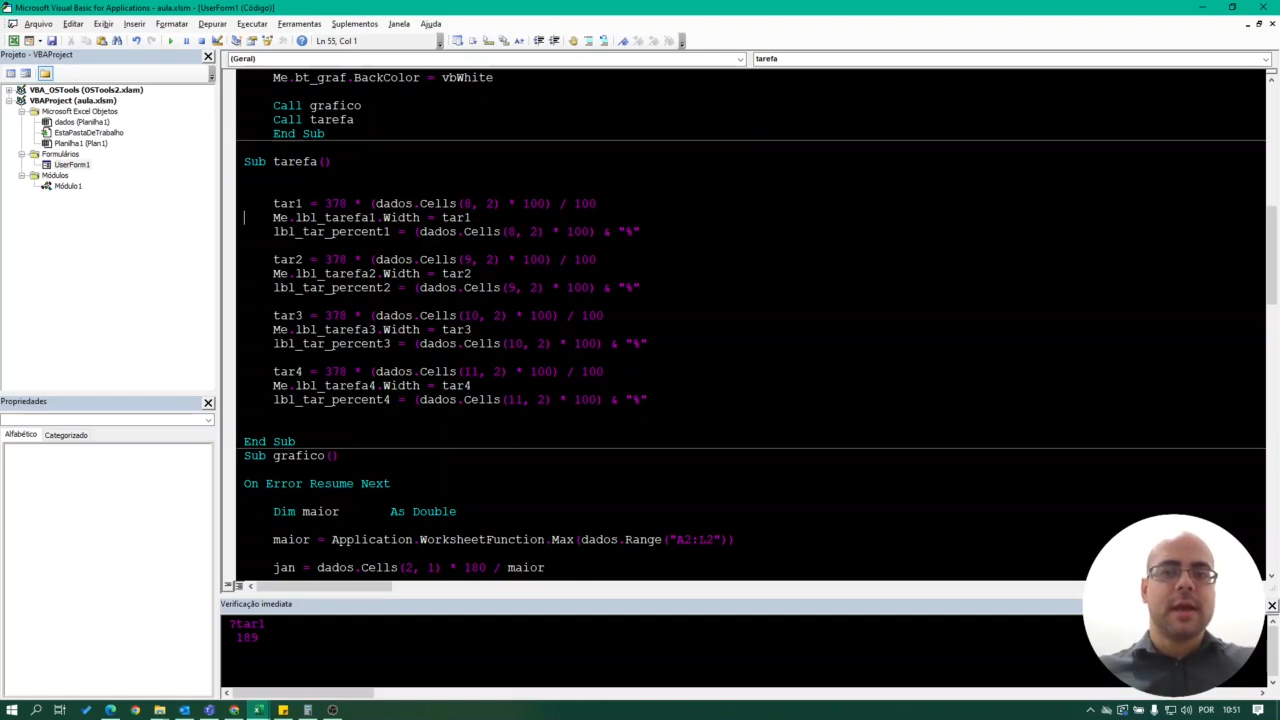 Microsoft Visual Basic for Applications - aula.xlsm - [UserForm1 (Código)]
Arquivo Editar Exibir Inserir Formatar Depurar Executar Ferramentas Suplementos Janela Ajuda
Ln 55, Col 1
Projeto - VBAProject
VBA_OSTools (OSTools2.xlam)
VBAProject (aula.xlsm)
Microsoft Excel Objetos
dados (Planilha1)
EstaPastaDeTrabalho
Planilha1 (Plan1)
Formulários
UserForm1
Módulos
Módulo1
Propriedades
Alfabético Categorizado
(Geral) tarefa
Me.bt_graf.BackColor = vbWhite
Call grafico
Call tarefa
End Sub
Sub tarefa()
tar1 = 378 * (dados.Cells(8, 2) * 100) / 100
Me.lbl_tarefa1.Width = tar1
lbl_tar_percent1 = (dados.Cells(8, 2) * 100) & "%"
tar2 = 378 * (dados.Cells(9, 2) * 100) / 100
Me.lbl_tarefa2.Width = tar2
lbl_tar_percent2 = (dados.Cells(9, 2) * 100) & "%"
tar3 = 378 * (dados.Cells(10, 2) * 100) / 100
Me.lbl_tarefa3.Width = tar3
lbl_tar_percent3 = (dados.Cells(10, 2) * 100) & "%"
tar4 = 378 * (dados.Cells(11, 2) * 100) / 100
Me.lbl_tarefa4.Width = tar4
lbl_tar_percent4 = (dados.Cells(11, 2) * 100) & "%"
End Sub
Sub grafico()
On Error Resume Next
Dim maior As Double
maior = Application.WorksheetFunction.Max(dados.Range("A2:L2"))
jan = dados.Cells(2, 1) * 180 / maior
Verificação imediata
?tar1
189
POR 10:51